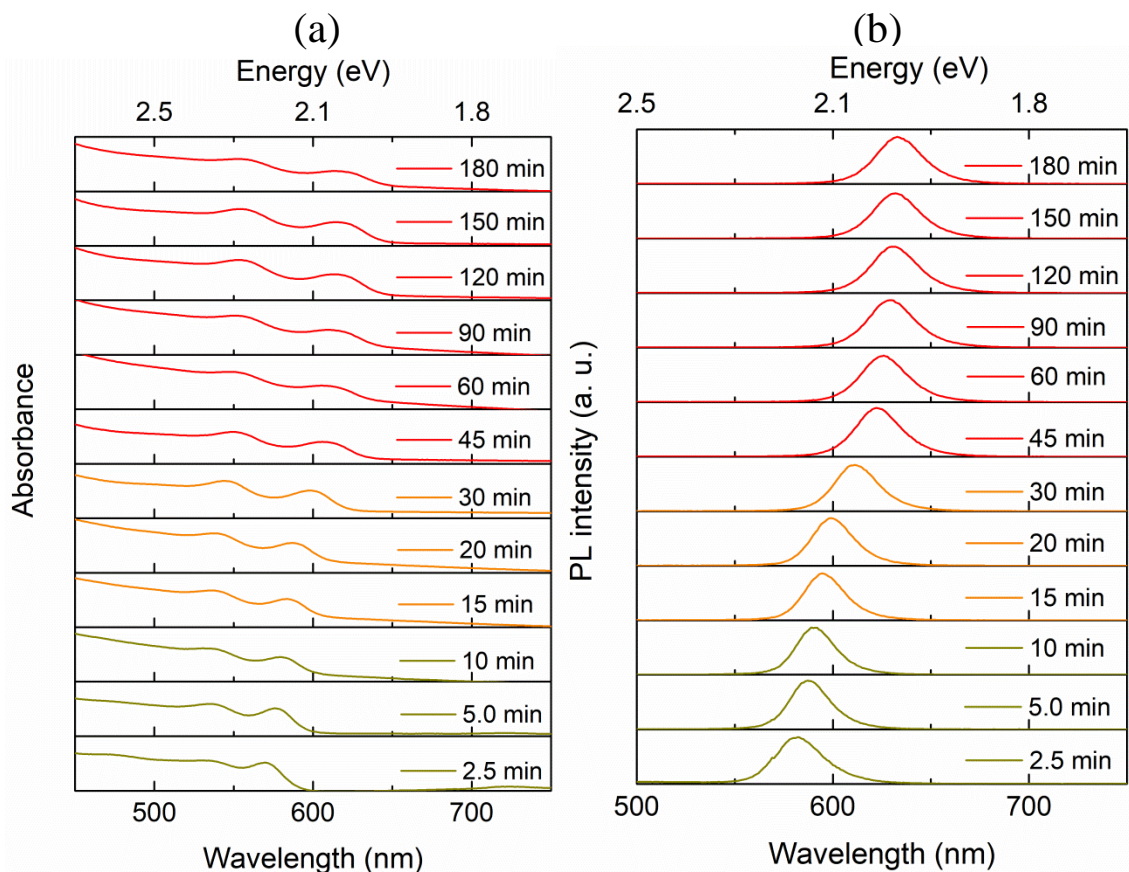 (a)
Energy (eV)
2.5 2.1 1.8
180 min
150 min
120 min
90 min
60 min
45 min
30 min
20 min
15 min
10 min
5.0 min
2.5 min
Absorbance
500 600 700
Wavelength (nm)
(b)
Energy (eV)
2.5 2.1 1.8
180 min
150 min
120 min
90 min
60 min
45 min
30 min
20 min
15 min
10 min
5.0 min
2.5 min
PL intensity (a. u.)
500 600 700
Wavelength (nm)